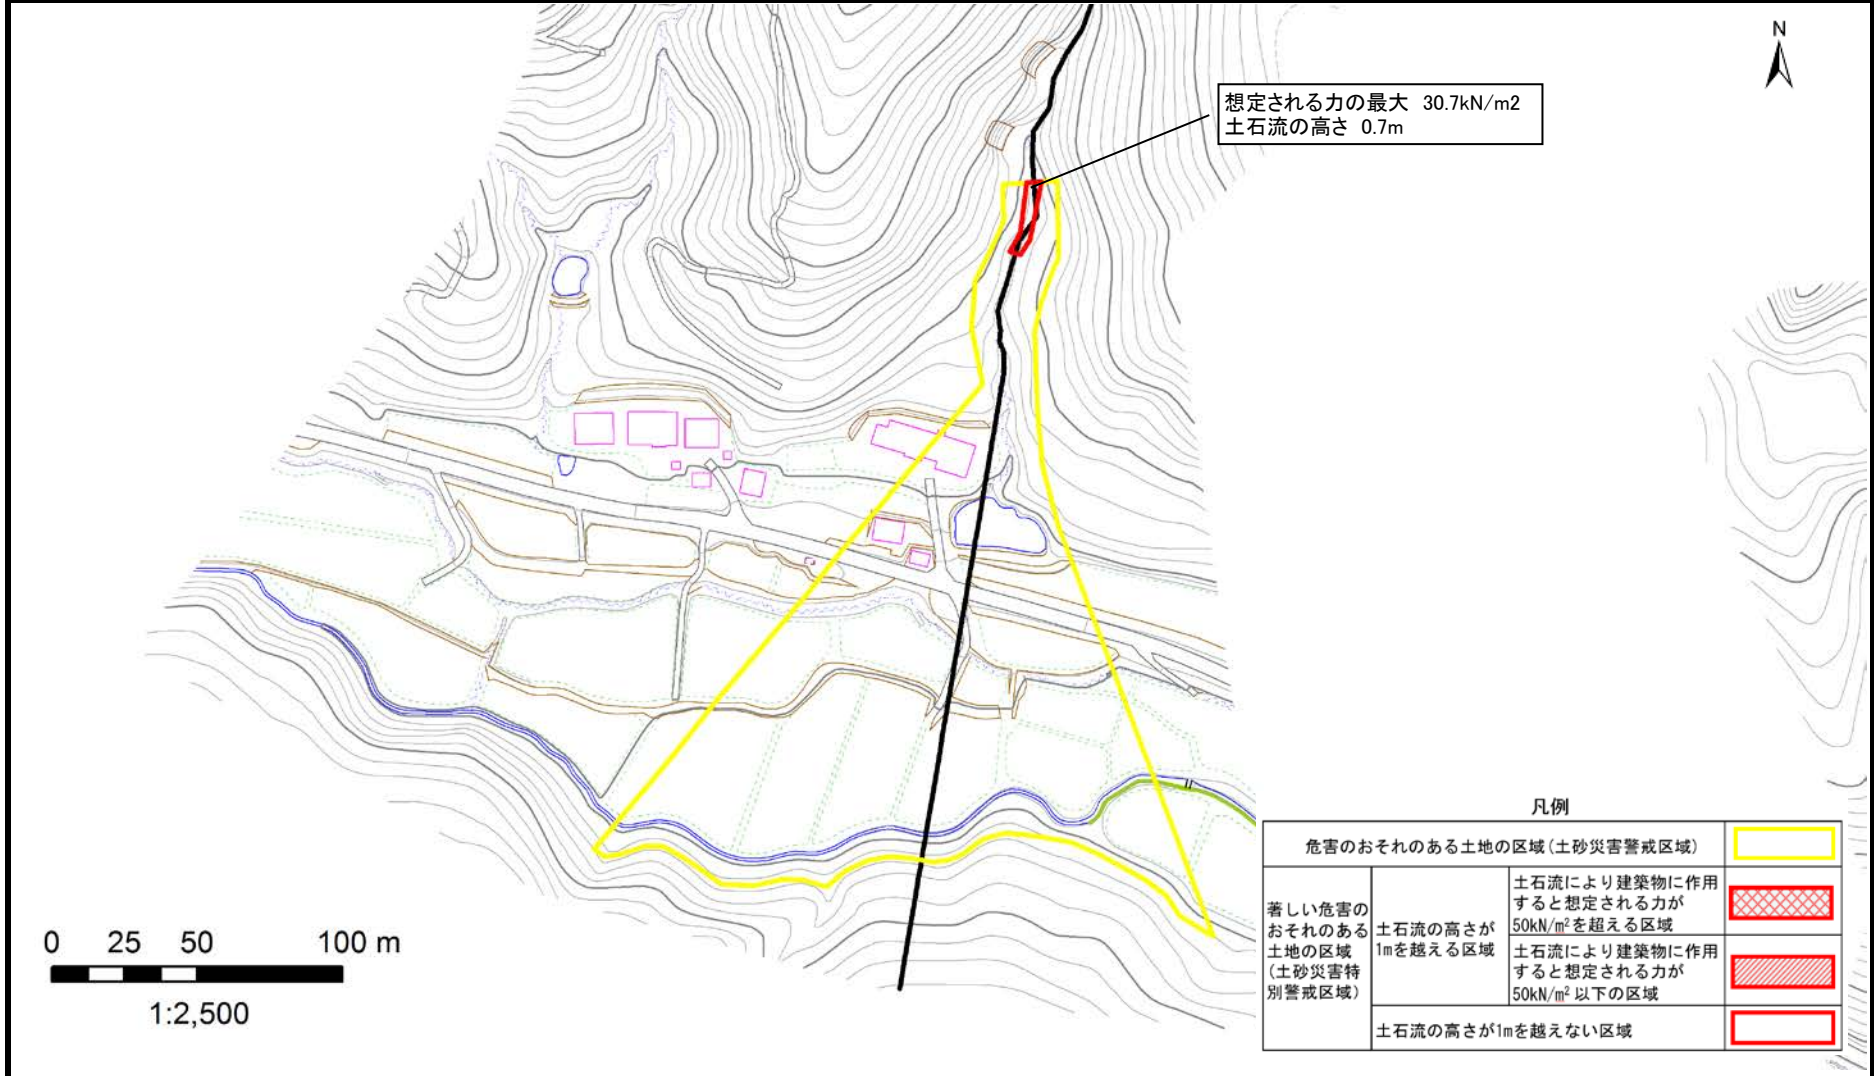 N
想定される力の最大 30.7kN/m2
土石流の高さ 0.7m
0 25 50 100 m
1:2,500
凡例
危害のおそれのある土地の区域(土砂災害警戒区域)
著しい危害の
おそれのある
土地の区域
(土砂災害特
別警戒区域)
土石流の高さが
1mを越える区域
土石流により建築物に作用
すると想定される力が
50kN/m²を超える区域
土石流により建築物に作用
すると想定される力が
50kN/m² 以下の区域
土石流の高さが1mを越えない区域